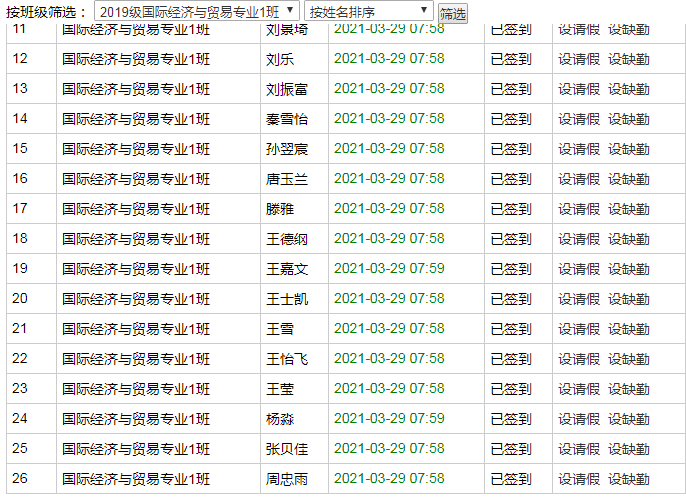 按班级筛选： 2019级国际经济与贸易专业1班 按姓名排序 筛选
11 国际经济与贸易专业1班 刘景琦 2021-03-29 07:58 已签到 设请假 设缺勤
12 国际经济与贸易专业1班 刘乐 2021-03-29 07:58 已签到 设请假 设缺勤
13 国际经济与贸易专业1班 刘振富 2021-03-29 07:58 已签到 设请假 设缺勤
14 国际经济与贸易专业1班 秦雪怡 2021-03-29 07:58 已签到 设请假 设缺勤
15 国际经济与贸易专业1班 孙翌宸 2021-03-29 07:58 已签到 设请假 设缺勤
16 国际经济与贸易专业1班 唐玉兰 2021-03-29 07:58 已签到 设请假 设缺勤
17 国际经济与贸易专业1班 滕雅 2021-03-29 07:58 已签到 设请假 设缺勤
18 国际经济与贸易专业1班 王德纲 2021-03-29 07:58 已签到 设请假 设缺勤
19 国际经济与贸易专业1班 王嘉文 2021-03-29 07:59 已签到 设请假 设缺勤
20 国际经济与贸易专业1班 王士凯 2021-03-29 07:58 已签到 设请假 设缺勤
21 国际经济与贸易专业1班 王雪 2021-03-29 07:58 已签到 设请假 设缺勤
22 国际经济与贸易专业1班 王怡飞 2021-03-29 07:58 已签到 设请假 设缺勤
23 国际经济与贸易专业1班 王莹 2021-03-29 07:58 已签到 设请假 设缺勤
24 国际经济与贸易专业1班 杨淼 2021-03-29 07:59 已签到 设请假 设缺勤
25 国际经济与贸易专业1班 张贝佳 2021-03-29 07:58 已签到 设请假 设缺勤
26 国际经济与贸易专业1班 周忠雨 2021-03-29 07:58 已签到 设请假 设缺勤